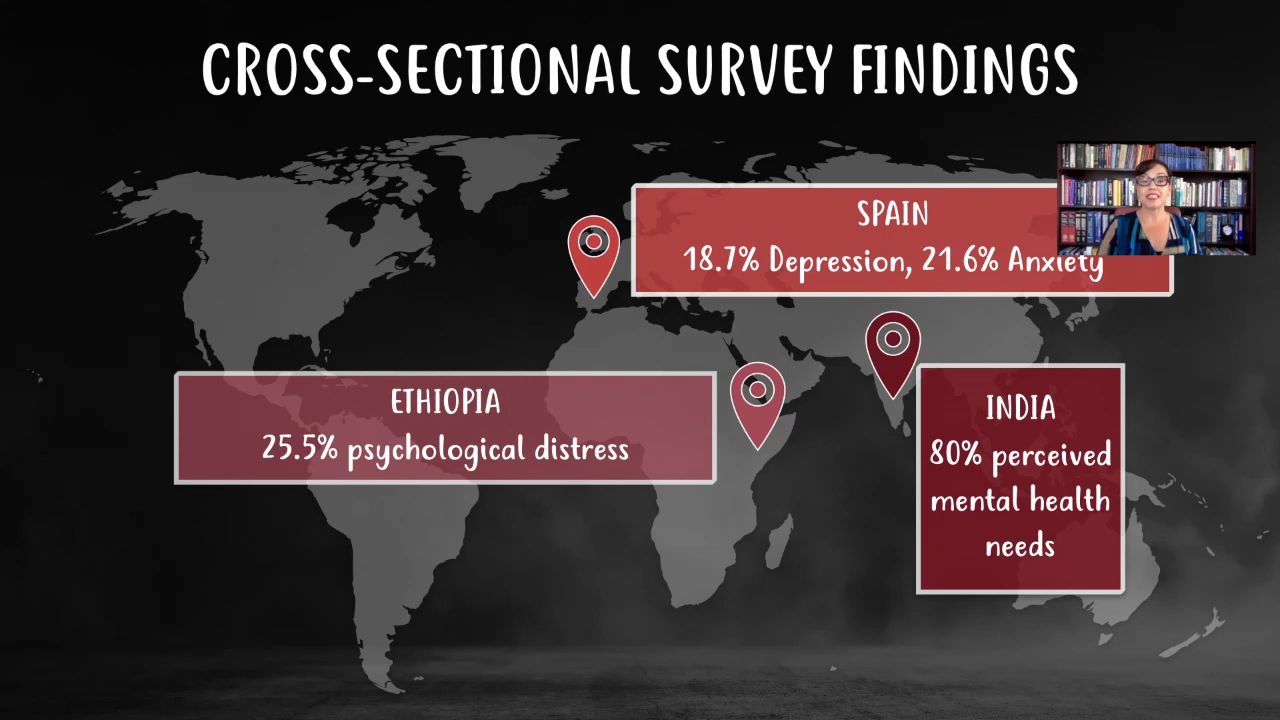 CROSS-SECTIONAL SURVEY FINDINGS
SPAIN
18.7% Depression, 21.6% Anxiety
ETHIOPIA
25.5% psychological distress
INDIA
80% perceived
mental health
needs